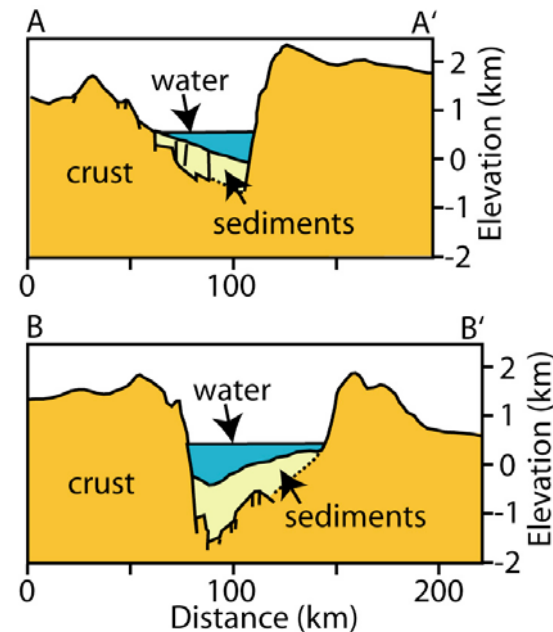 A A'
water
crust
sediments
2
1
0
-1
-2
Elevation (km)
0 100
B B'
water
crust
sediments
2
1
0
-1
-2
Elevation (km)
0 100 200
Distance (km)